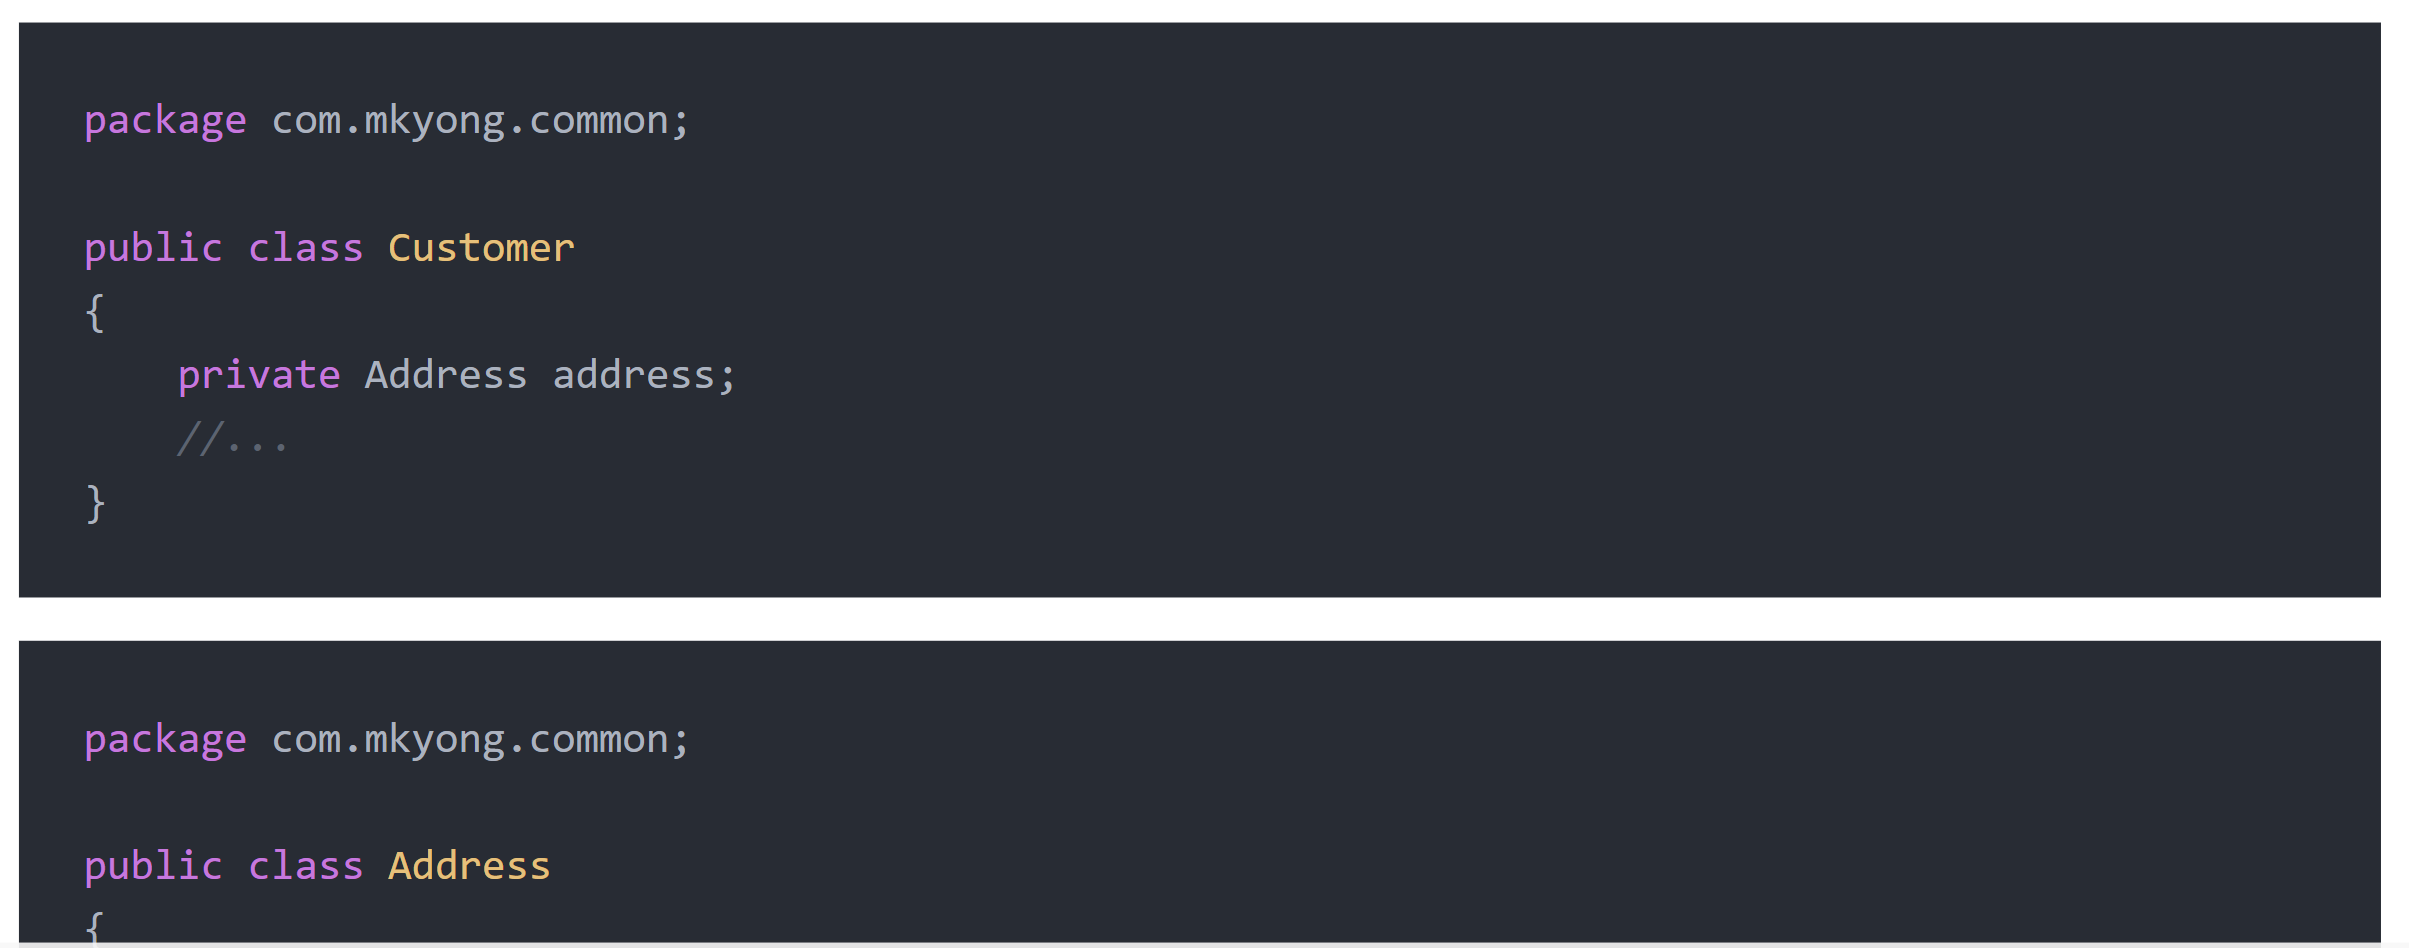 package com.mkyong.common;
public class Customer
{
    private Address address;
    //...
}
package com.mkyong.common;
public class Address
{